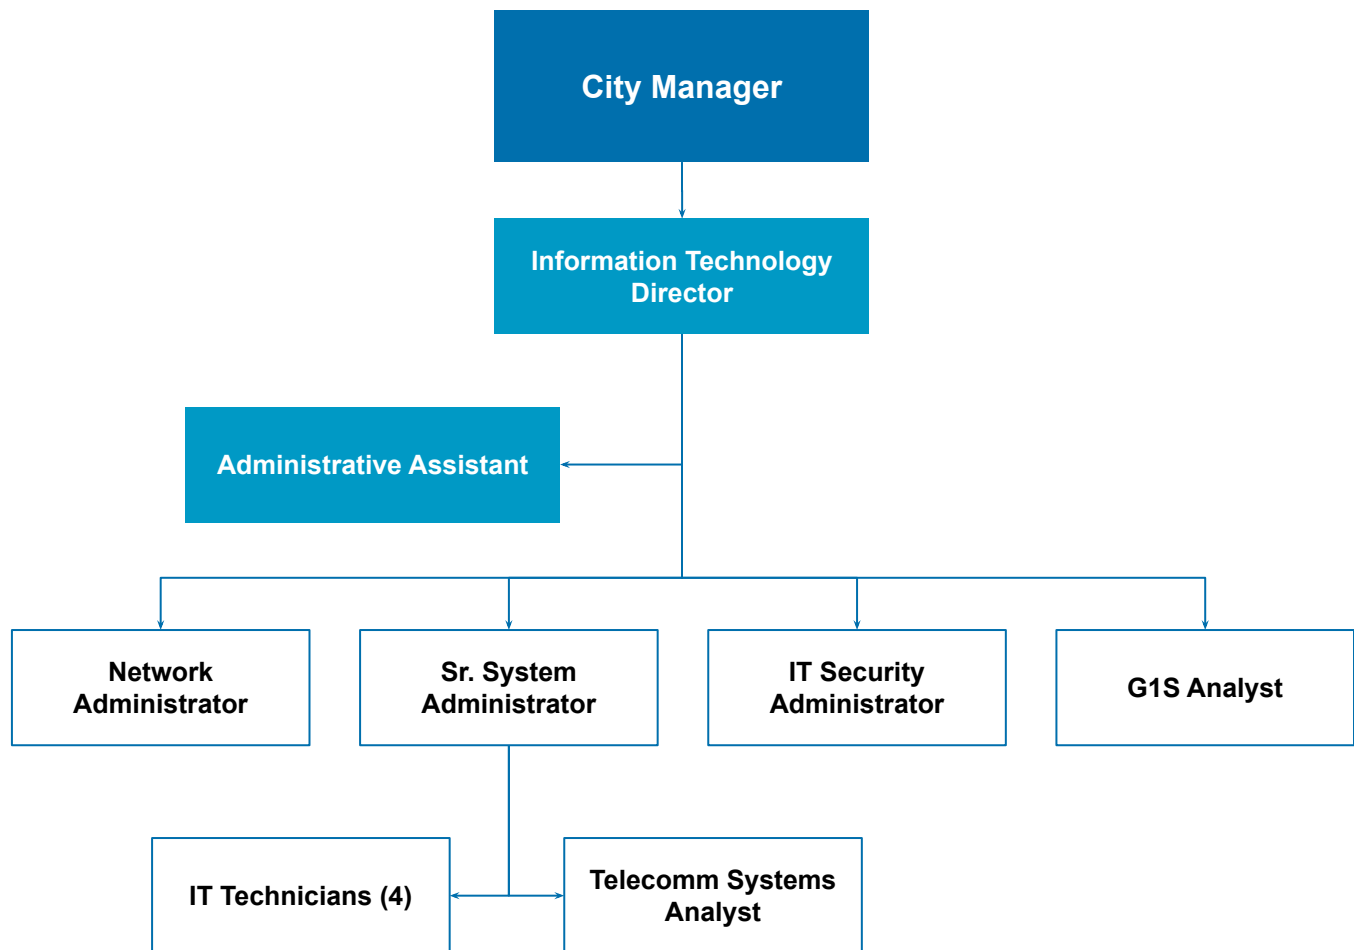 City Manager
Information Technology
Director
Administrative Assistant
Network
Administrator
Sr. System
Administrator
IT Security
Administrator
G1S Analyst
IT Technicians (4)
Telecomm Systems
Analyst